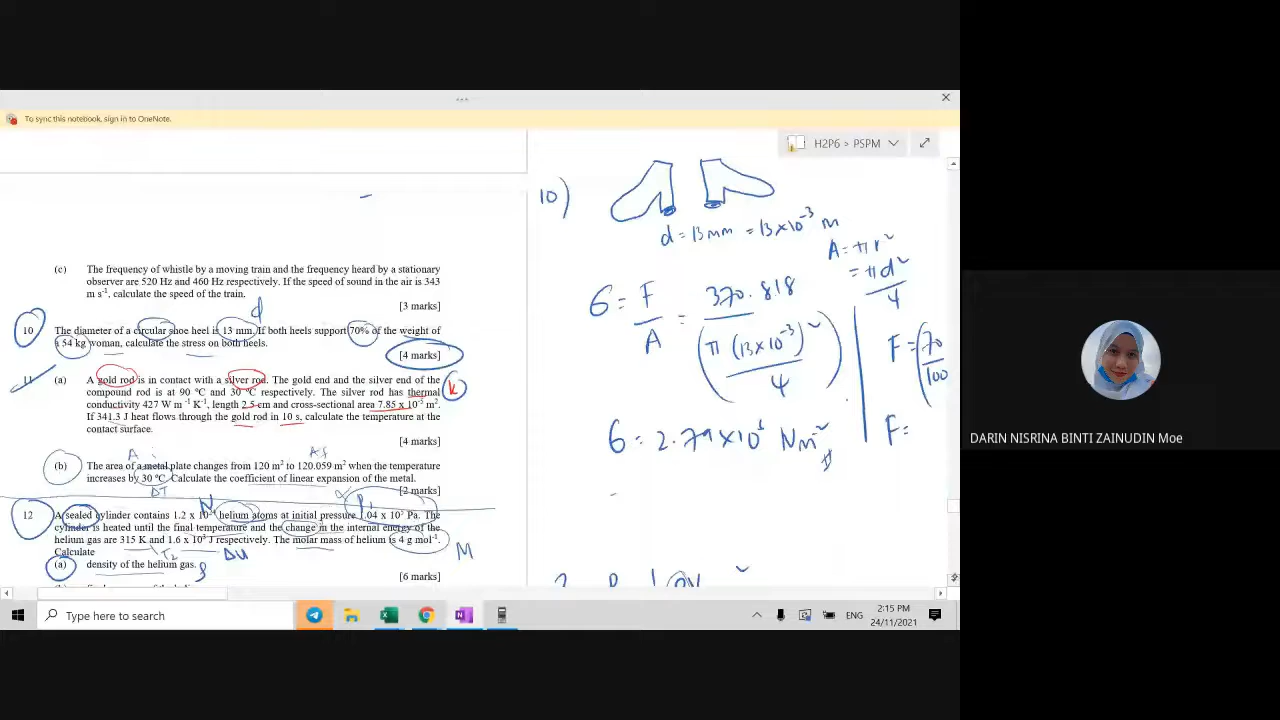 To sync this notebook, sign in to OneNote.
H2P6 > PSPM
(c) The frequency of whistle by a moving train and the frequency heard by a stationary
observer are 520 Hz and 460 Hz respectively. If the speed of sound in the air is 343
m s⁻¹, calculate the speed of the train.
[3 marks]
d
10 The diameter of a circular shoe heel is 13 mm. If both heels support 70% of the weight of
a 54 kg woman, calculate the stress on both heels.
[4 marks]
11 (a) A gold rod is in contact with a silver rod. The gold end and the silver end of the
compound rod is at 90 ºC and 30 ºC respectively. The silver rod has thermal
conductivity 427 W m⁻¹ K⁻¹, length 2.5 cm and cross-sectional area 7.85 x 10⁻⁵ m².
If 341.3 J heat flows through the gold rod in 10 s, calculate the temperature at the
contact surface.
k
[4 marks]
(b) The area of a metal plate changes from 120 m² to 120.059 m² when the temperature
increases by 30 ºC. Calculate the coefficient of linear expansion of the metal.
ΔT
α
[2 marks]
N
P₁
12 A sealed cylinder contains 1.2 x helium atoms at initial pressure 1.04 x 10⁵ Pa. The
cylinder is heated until the final temperature and the change in the internal energy of the
helium gas are 315 K and 1.6 x 10³ J respectively. The molar mass of helium is 4 g mol⁻¹.
Calculate
T₂
ΔU
M
(a) density of the helium gas.
[6 marks]
10)
d = 13 mm = 13×10⁻³ m
A = πr²
= πd²
4
σ = F = 370.818
A (π (13×10⁻³)²)
4
F = (70
100
F =
σ = 2.79×10⁶ Nm⁻²
DARIN NISRINA BINTI ZAINUDIN Moe
Type here to search
ENG
2:15 PM
24/11/2021